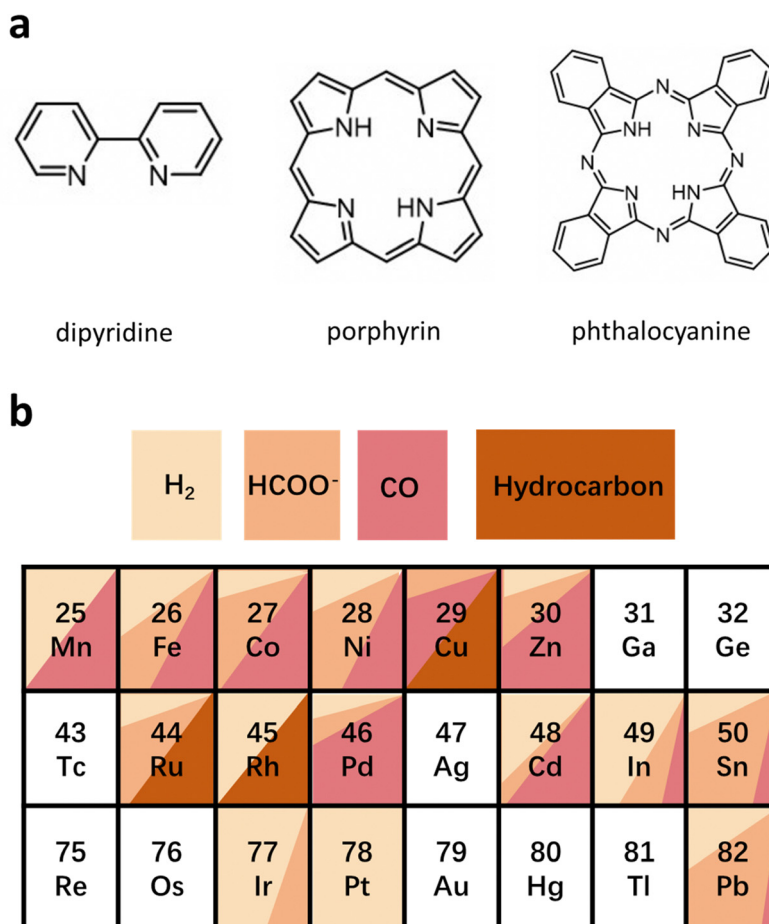 a
N
N
NH
N
N
HN
N
NH
N
N
N
N
HN
N
dipyridine porphyrin phthalocyanine
b
H2 HCOO- CO Hydrocarbon
25 26 27 28 29 30 31 32
Mn Fe Co Ni Cu Zn Ga Ge
43 44 45 46 47 48 49 50
Tc Ru Rh Pd Ag Cd In Sn
75 76 77 78 79 80 81 82
Re Os Ir Pt Au Hg Tl Pb